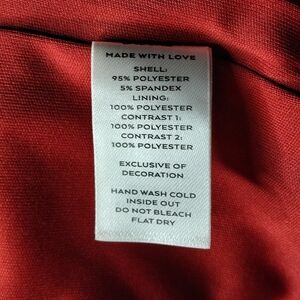 MADE WITH LOVE
SHELL:
95% POLYESTER
5% SPANDEX
LINING:
100% POLYESTER
CONTRAST 1:
100% POLYESTER
CONTRAST 2:
100% POLYESTER
EXCLUSIVE OF
DECORATION
HAND WASH COLD
INSIDE OUT
DO NOT BLEACH
FLAT DRY